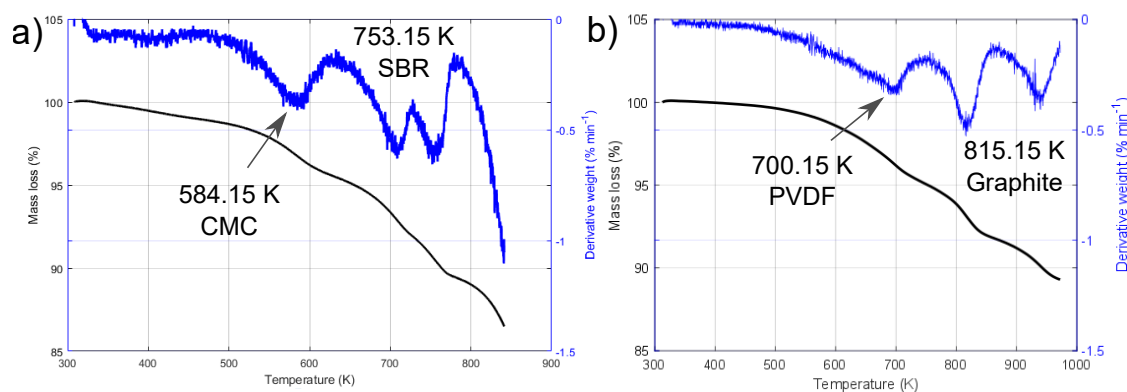 a)
105
100
95
90
85
Mass loss (%)
753.15 K
SBR
584.15 K
CMC
0
-0.5
-1
-1.5
Derivative weight (% min⁻¹)
300 400 500 600 700 800 900
Temperature (K)
b)
105
100
95
90
85
Mass loss (%)
700.15 K
PVDF
815.15 K
Graphite
0
-0.5
-1
-1.5
Derivative weight (% min⁻¹)
300 400 500 600 700 800 900 1000
Temperature (K)